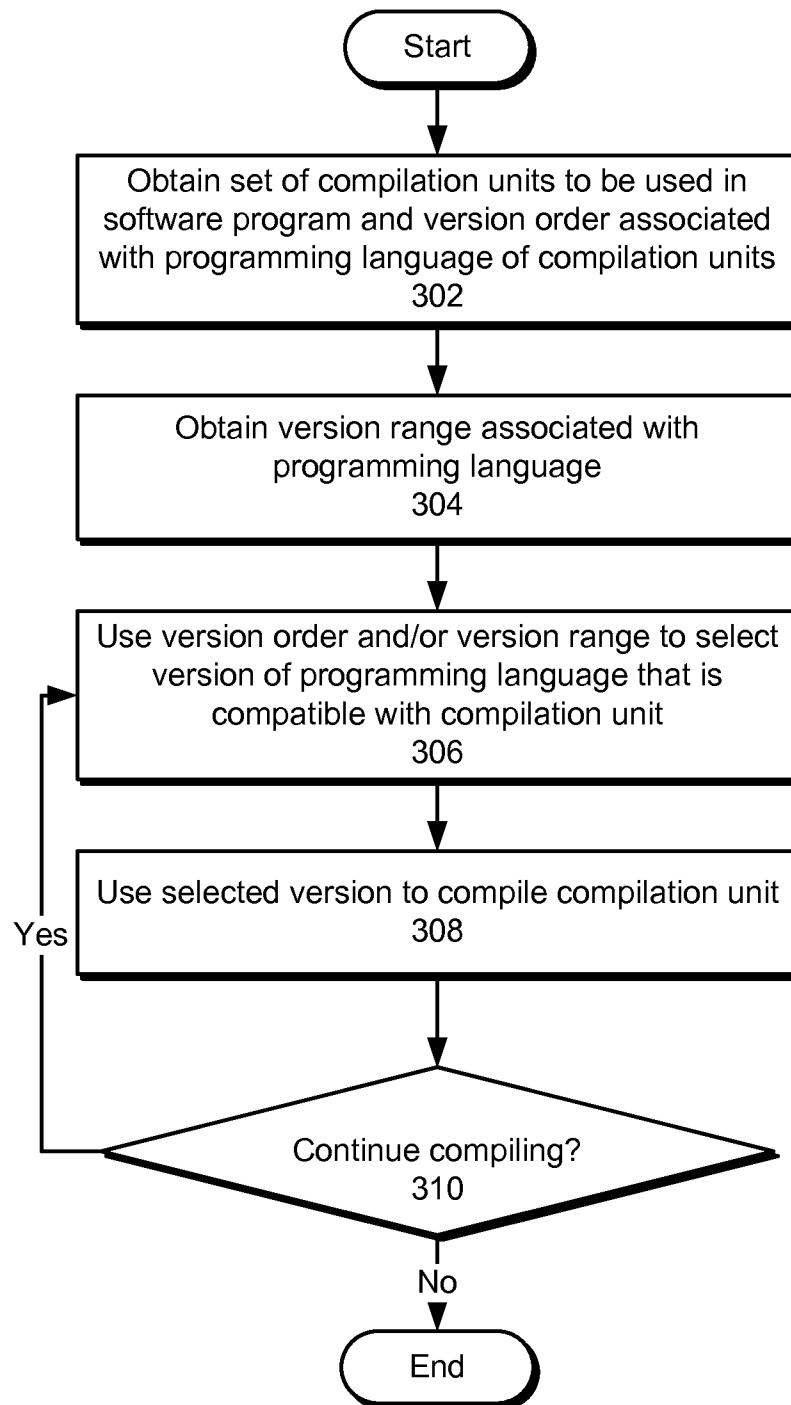 Start
Obtain set of compilation units to be used in
software program and version order associated
with programming language of compilation units
302
Obtain version range associated with
programming language
304
Use version order and/or version range to select
version of programming language that is
compatible with compilation unit
306
Use selected version to compile compilation unit
308
Yes
Continue compiling?
310
No
End